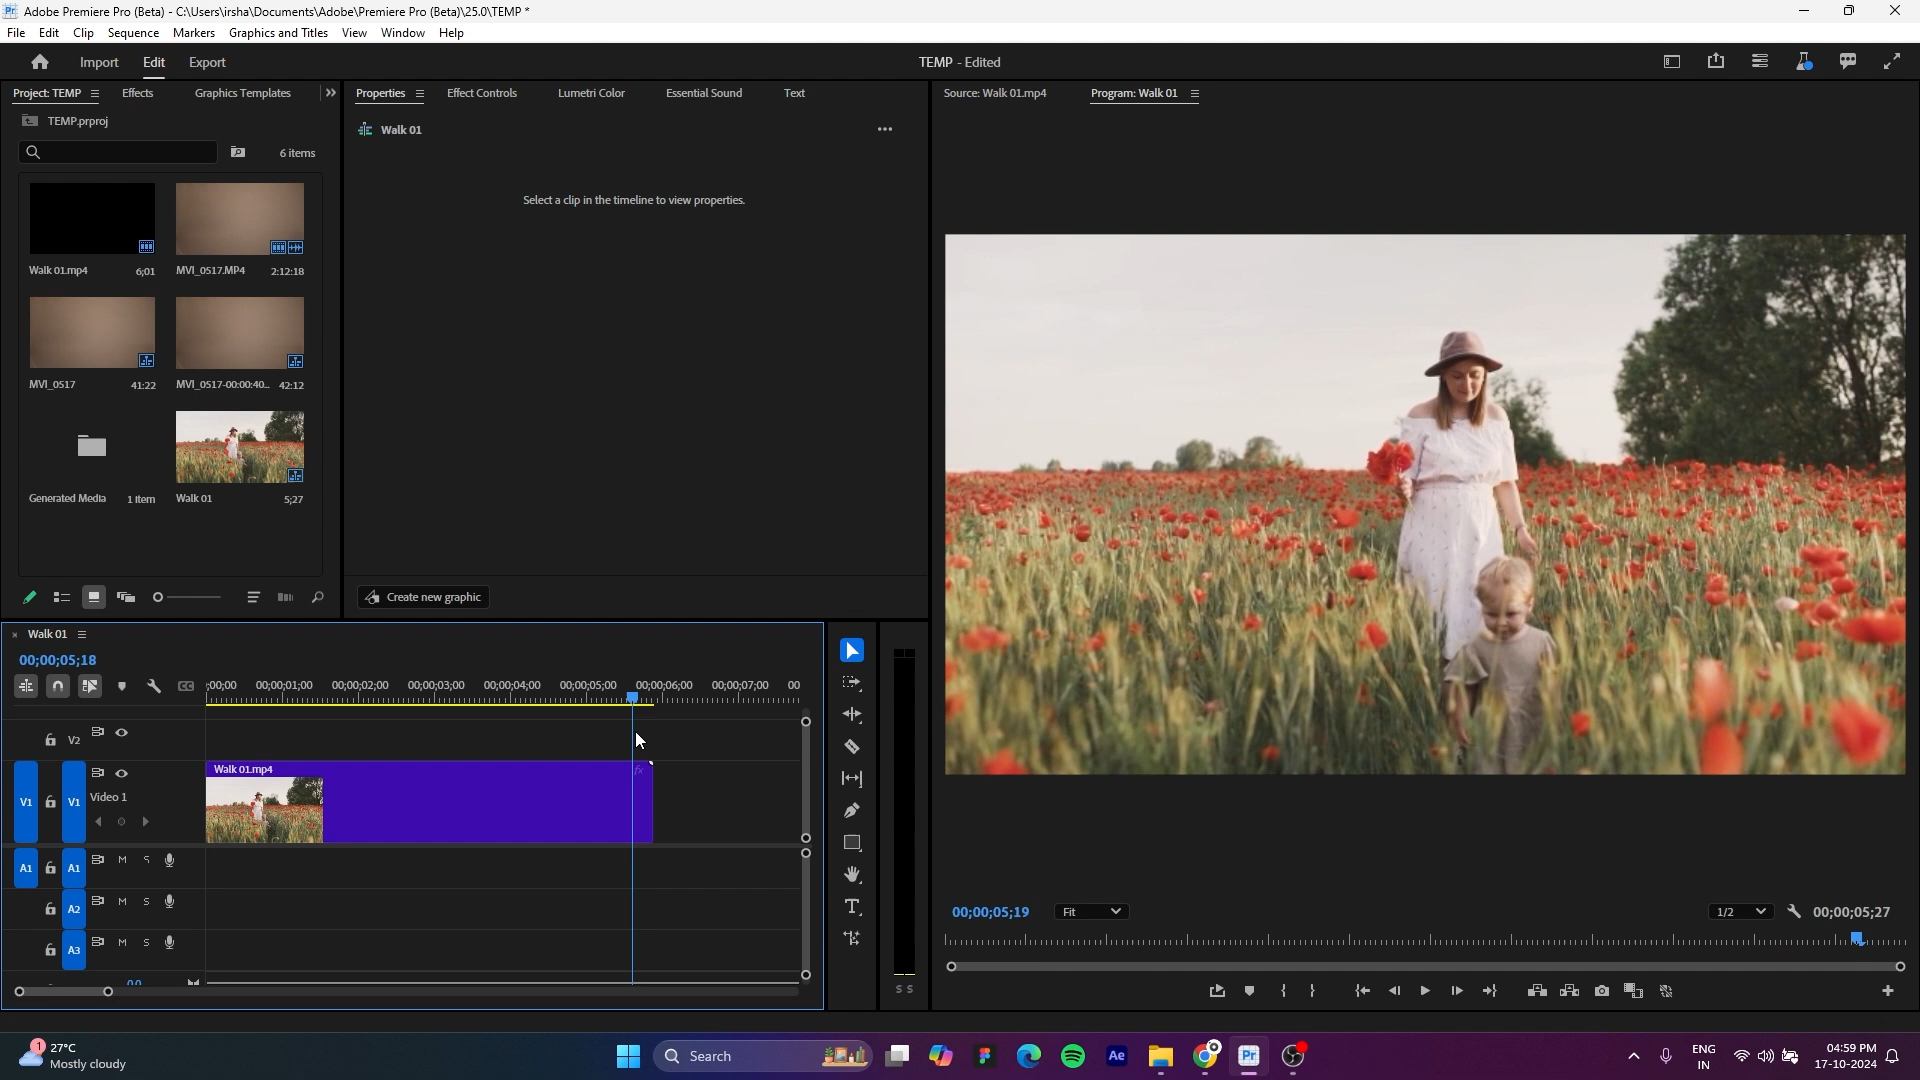 Adobe Premiere Pro (Beta) - C:\Users\irsha\Documents\Adobe\Premiere Pro (Beta)\25.0\TEMP *
File Edit Clip Sequence Markers Graphics and Titles View Window Help
Import Edit Export TEMP - Edited
Project: TEMP Effects Graphics Templates Properties Effect Controls Lumetri Color Essential Sound Text Source: Walk 01.mp4 Program: Walk 01
TEMP.prproj
Walk 01
6 items
Select a clip in the timeline to view properties.
Walk 01.mp4 6;01 MVI_0517.MP4 2:12:18
MVI_0517 41:22 MVI_0517-00:00:40... 42:12
Generated Media 1 item Walk 01 5;27
Create new graphic
Walk 01
00;00;05;18
;00;00 00;00;01;00 00;00;02;00 00;00;03;00 00;00;04;00 00;00;05;00 00;00;06;00 00;00;07;00 00
V2
Walk 01.mp4 fx
V1 V1 Video 1
A1 A1 M S
A2 M S
A3 M S
0.0
S S
00;00;05;19 Fit 1/2 00;00;05;27
1 27°C
Mostly cloudy
Search
Ae Pr
ENG
IN
04:59 PM
17-10-2024